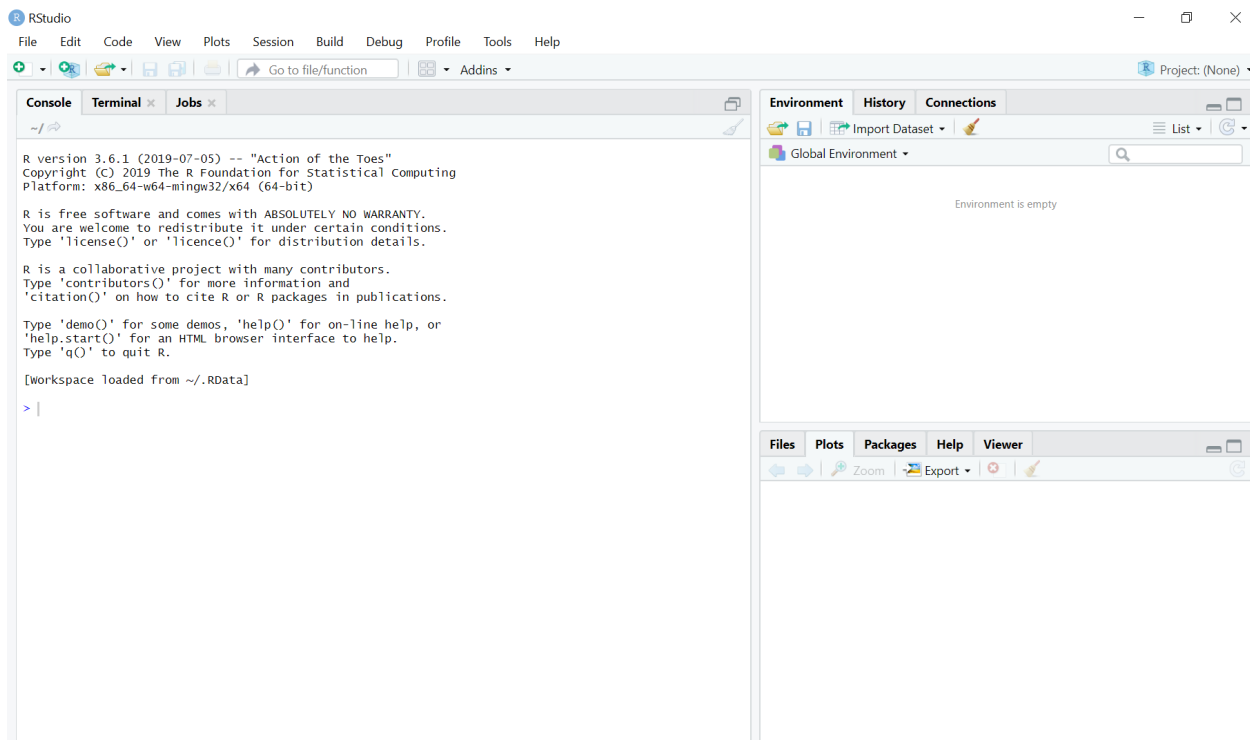 RStudio
File Edit Code View Plots Session Build Debug Profile Tools Help
Go to file/function Addins Project: (None)
Console Terminal Jobs
~/
R version 3.6.1 (2019-07-05) -- "Action of the Toes"
Copyright (C) 2019 The R Foundation for Statistical Computing
Platform: x86_64-w64-mingw32/x64 (64-bit)
R is free software and comes with ABSOLUTELY NO WARRANTY.
You are welcome to redistribute it under certain conditions.
Type 'license()' or 'licence()' for distribution details.
R is a collaborative project with many contributors.
Type 'contributors()' for more information and
'citation()' on how to cite R or R packages in publications.
Type 'demo()' for some demos, 'help()' for on-line help, or
'help.start()' for an HTML browser interface to help.
Type 'q()' to quit R.
[Workspace loaded from ~/.RData]
>
Environment History Connections
Import Dataset List
Global Environment
Environment is empty
Files Plots Packages Help Viewer
Zoom Export